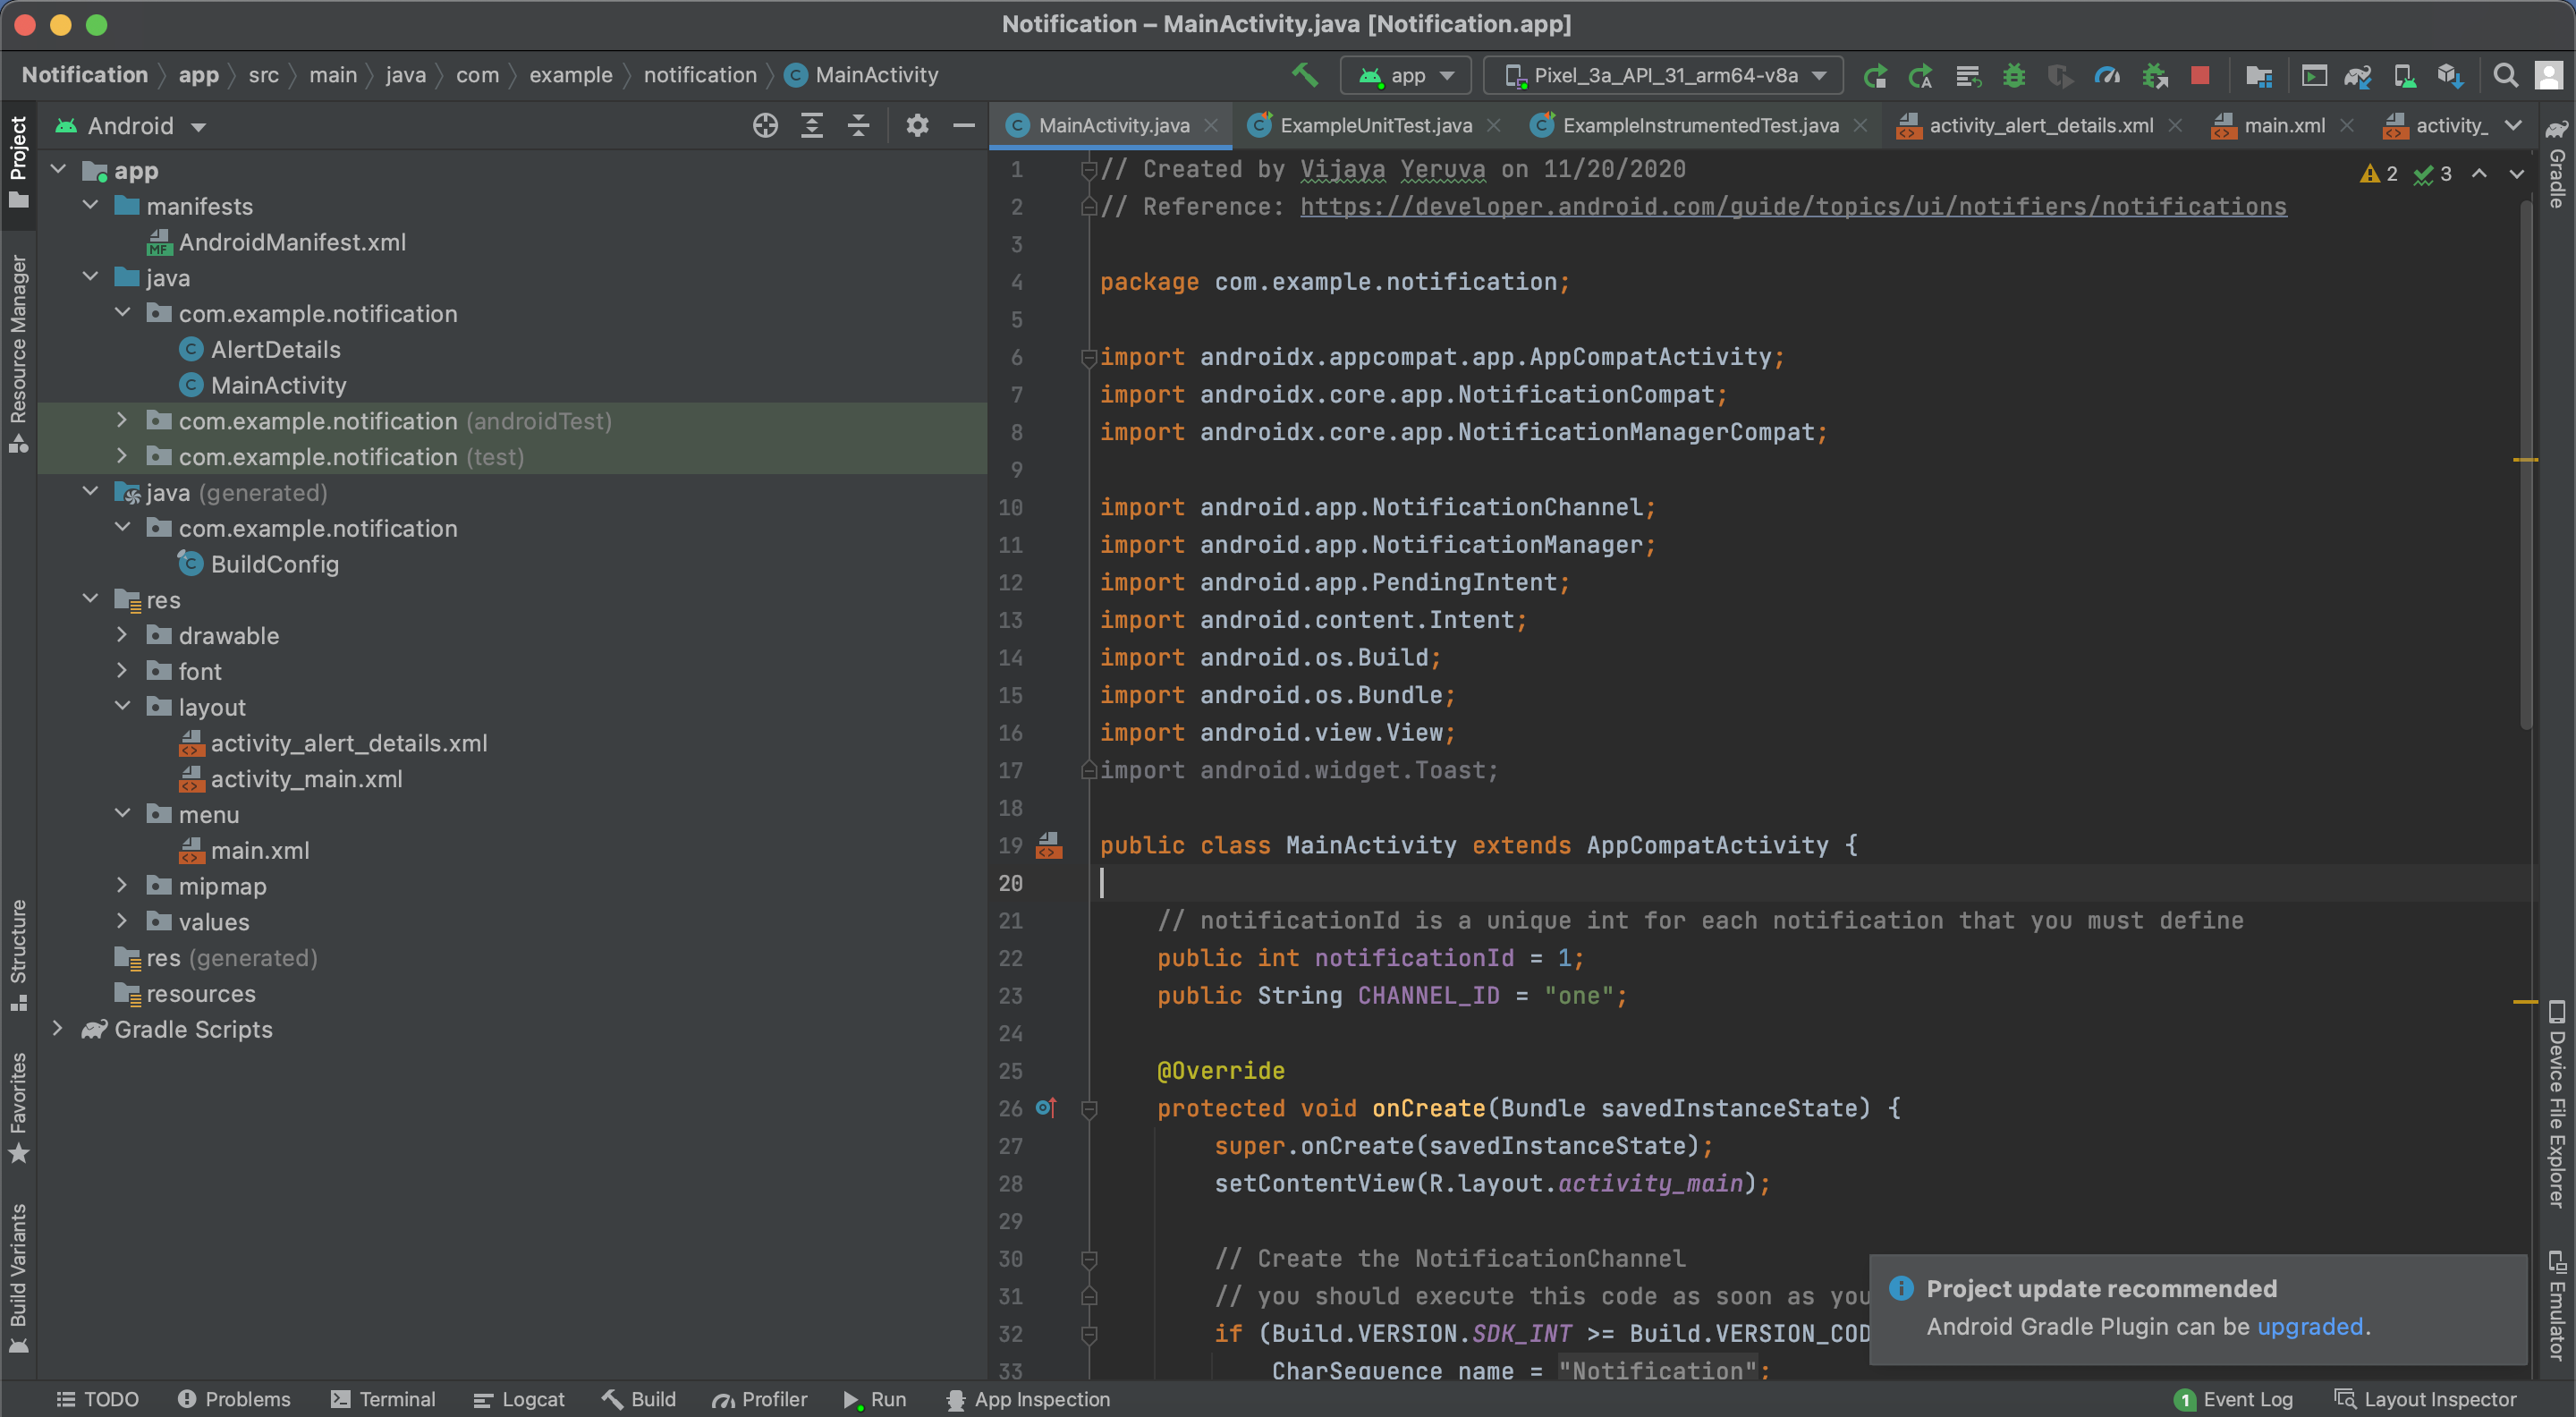 Notification – MainActivity.java [Notification.app]
Notification app src main java com example notification MainActivity
app Pixel_3a_API_31_arm64-v8a
Project
Resource Manager
Structure
Favorites
Build Variants
Android
app
manifests
AndroidManifest.xml
java
com.example.notification
AlertDetails
MainActivity
com.example.notification (androidTest)
com.example.notification (test)
java (generated)
com.example.notification
BuildConfig
res
drawable
font
layout
activity_alert_details.xml
activity_main.xml
menu
main.xml
mipmap
values
res (generated)
resources
Gradle Scripts
MainActivity.java ExampleUnitTest.java ExampleInstrumentedTest.java activity_alert_details.xml main.xml activity_
2 3
1 // Created by Vijaya Yeruva on 11/20/2020
2 // Reference: https://developer.android.com/guide/topics/ui/notifiers/notifications
3
4 package com.example.notification;
5
6 import androidx.appcompat.app.AppCompatActivity;
7 import androidx.core.app.NotificationCompat;
8 import androidx.core.app.NotificationManagerCompat;
9
10 import android.app.NotificationChannel;
11 import android.app.NotificationManager;
12 import android.app.PendingIntent;
13 import android.content.Intent;
14 import android.os.Build;
15 import android.os.Bundle;
16 import android.view.View;
17 import android.widget.Toast;
18
19 public class MainActivity extends AppCompatActivity {
20
21 // notificationId is a unique int for each notification that you must define
22 public int notificationId = 1;
23 public String CHANNEL_ID = "one";
24
25 @Override
26 protected void onCreate(Bundle savedInstanceState) {
27 super.onCreate(savedInstanceState);
28 setContentView(R.layout.activity_main);
29
30 // Create the NotificationChannel
31 // you should execute this code as soon as you
32 if (Build.VERSION.SDK_INT >= Build.VERSION_COD
33 CharSequence name = "Notification";
Project update recommended
Android Gradle Plugin can be upgraded.
Gradle
Device File Explorer
Emulator
TODO Problems Terminal Logcat Build Profiler Run App Inspection 1 Event Log Layout Inspector